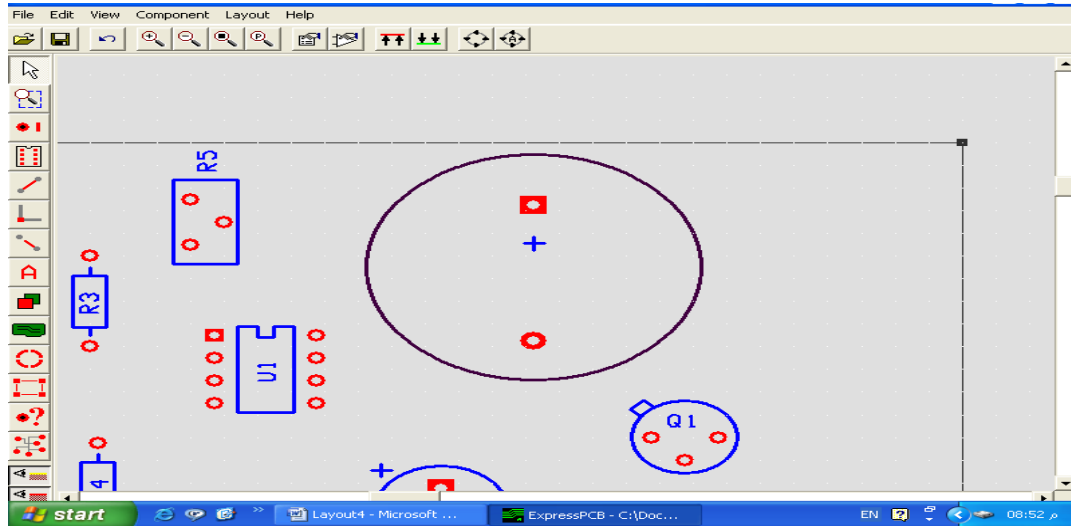 File Edit View Component Layout Help
R5
+
R3
U1
Q1
+
4
start
Layout4 - Microsoft ...
ExpressPCB - C:\Doc...
EN
08:52 م